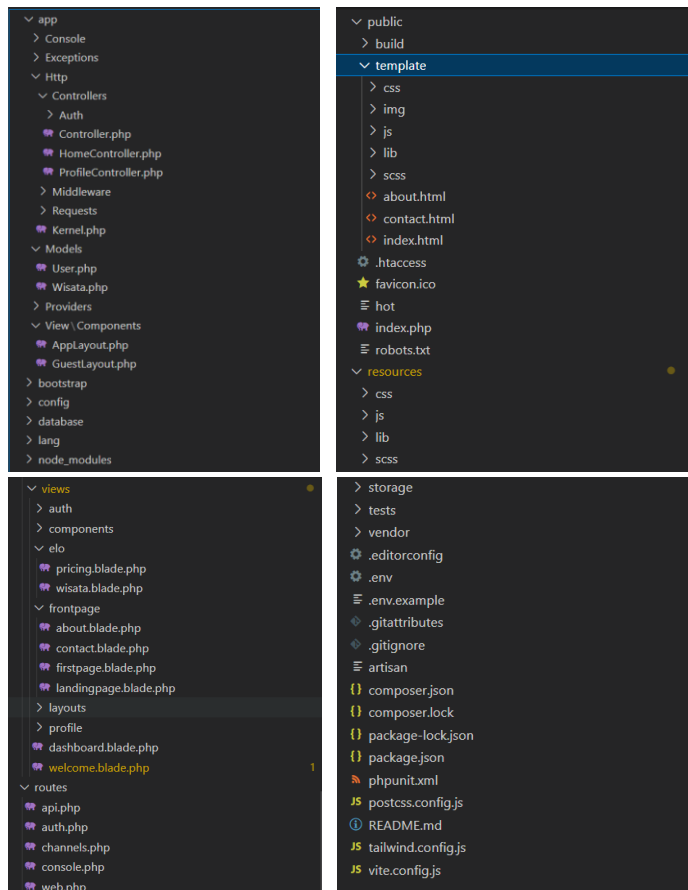 app
Console
Exceptions
Http
Controllers
Auth
Controller.php
HomeController.php
ProfileController.php
Middleware
Requests
Kernel.php
Models
User.php
Wisata.php
Providers
View\Components
AppLayout.php
GuestLayout.php
bootstrap
config
database
lang
node_modules
public
build
template
css
img
js
lib
scss
about.html
contact.html
index.html
.htaccess
favicon.ico
hot
index.php
robots.txt
resources
css
js
lib
scss
views
auth
components
elo
pricing.blade.php
wisata.blade.php
frontpage
about.blade.php
contact.blade.php
firstpage.blade.php
landingpage.blade.php
layouts
profile
dashboard.blade.php
welcome.blade.php 1
routes
api.php
auth.php
channels.php
console.php
web.php
storage
tests
vendor
.editorconfig
.env
.env.example
.gitattributes
.gitignore
artisan
{} composer.json
{} composer.lock
{} package-lock.json
{} package.json
phpunit.xml
JS postcss.config.js
README.md
JS tailwind.config.js
JS vite.config.js